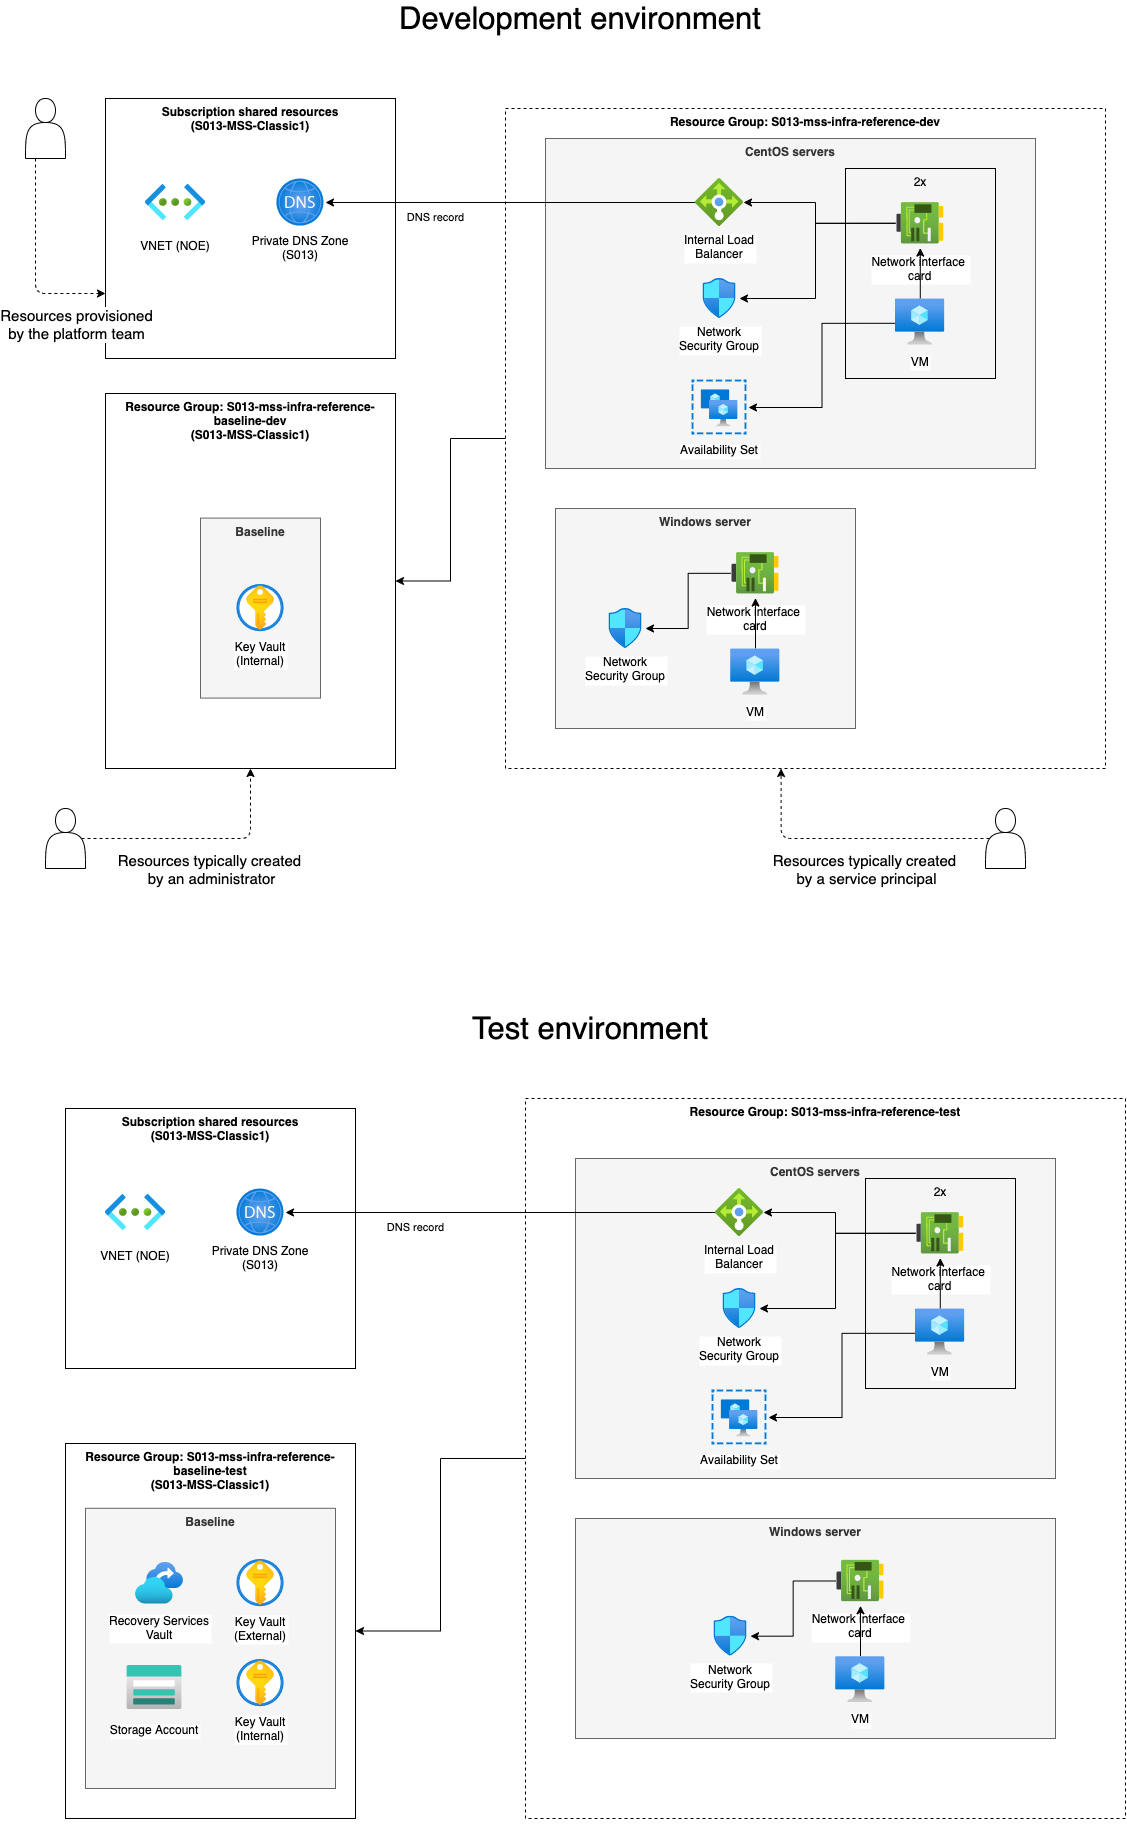 Development environment
Subscription shared resources
(S013-MSS-Classic1)
VNET (NOE)
DNS
Private DNS Zone
(S013)
DNS record
Resources provisioned
by the platform team
Resource Group: S013-mss-infra-reference-dev
CentOS servers
2x
Internal Load
Balancer
Network Interface
card
Network
Security Group
VM
Availability Set
Resource Group: S013-mss-infra-reference-
baseline-dev
(S013-MSS-Classic1)
Baseline
Key Vault
(Internal)
Windows server
Network Interface
card
Network
Security Group
VM
Resources typically created
by an administrator
Resources typically created
by a service principal
Test environment
Subscription shared resources
(S013-MSS-Classic1)
VNET (NOE)
DNS
Private DNS Zone
(S013)
DNS record
Resource Group: S013-mss-infra-reference-test
CentOS servers
2x
Internal Load
Balancer
Network Interface
card
Network
Security Group
VM
Availability Set
Resource Group: S013-mss-infra-reference-
baseline-test
(S013-MSS-Classic1)
Baseline
Recovery Services
Vault
Key Vault
(External)
Storage Account
Key Vault
(Internal)
Windows server
Network Interface
card
Network
Security Group
VM